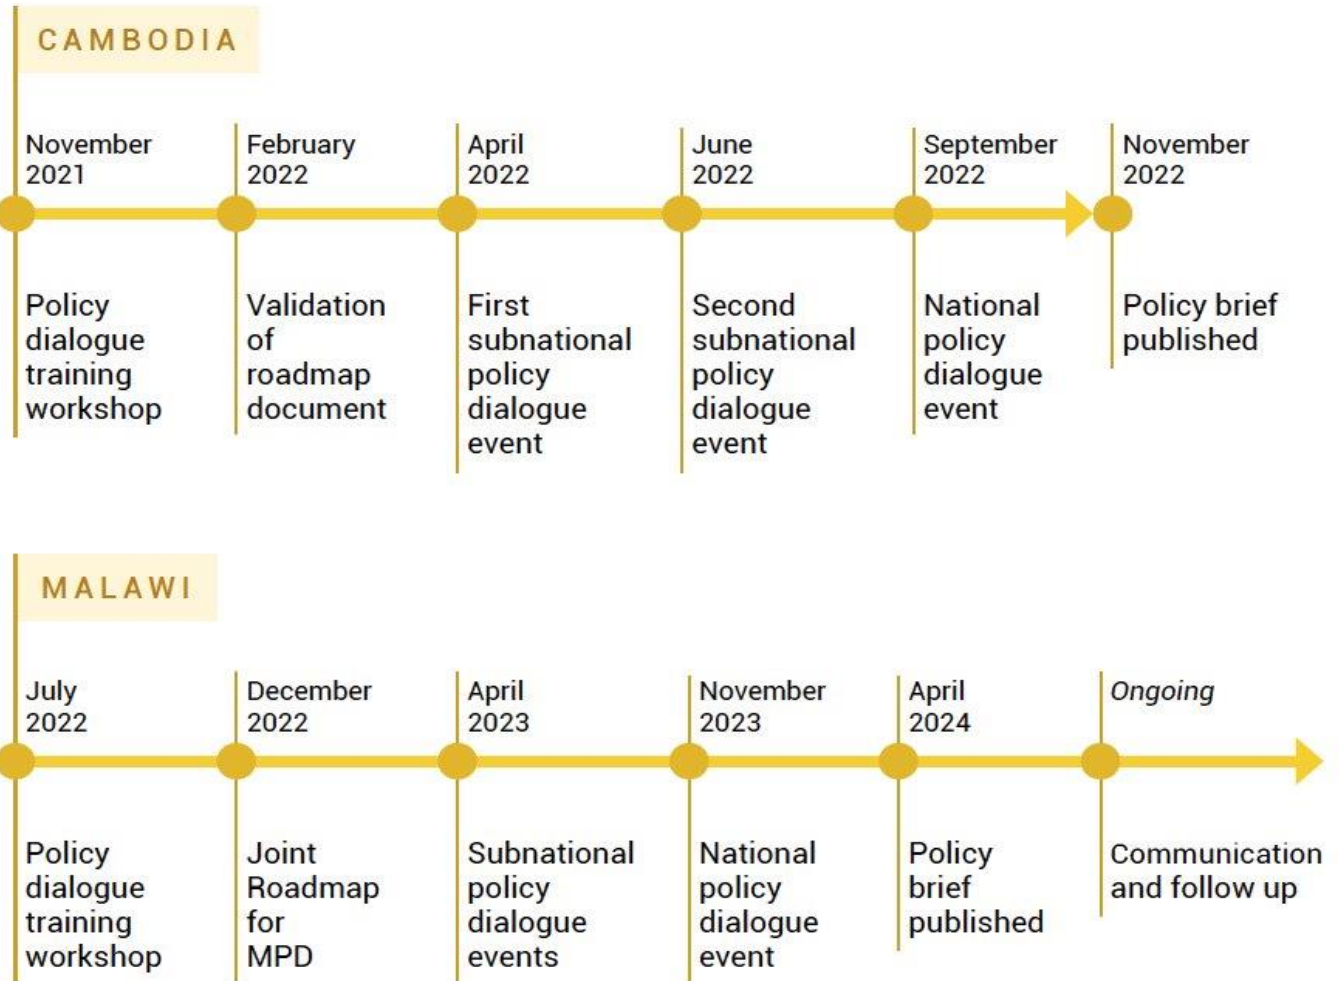 CAMBODIA
November
2021
February
2022
April
2022
June
2022
September
2022
November
2022
Policy
dialogue
training
workshop
Validation
of
roadmap
document
First
subnational
policy
dialogue
event
Second
subnational
policy
dialogue
event
National
policy
dialogue
event
Policy brief
published
MALAWI
July
2022
December
2022
April
2023
November
2023
April
2024
Ongoing
Policy
dialogue
training
workshop
Joint
Roadmap
for
MPD
Subnational
policy
dialogue
events
National
policy
dialogue
event
Policy
brief
published
Communication
and follow up